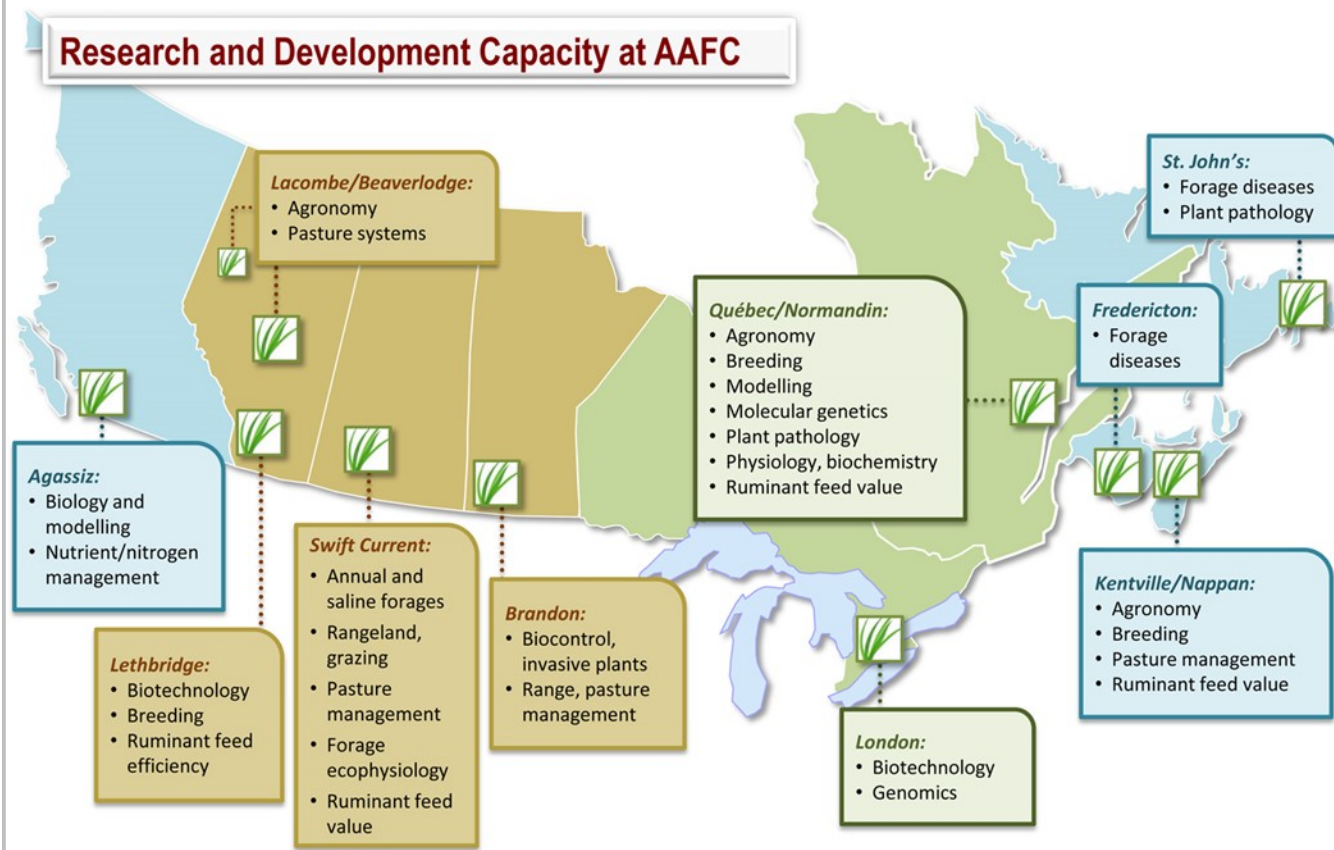 Research and Development Capacity at AAFC
Lacombe/Beaverlodge:
• Agronomy
• Pasture systems
St. John's:
• Forage diseases
• Plant pathology
Québec/Normandin:
• Agronomy
• Breeding
• Modelling
• Molecular genetics
• Plant pathology
• Physiology, biochemistry
• Ruminant feed value
Fredericton:
• Forage
diseases
Agassiz:
• Biology and
modelling
• Nutrient/nitrogen
management
Lethbridge:
• Biotechnology
• Breeding
• Ruminant feed
efficiency
Swift Current:
• Annual and
saline forages
• Rangeland,
grazing
• Pasture
management
• Forage
ecophysiology
• Ruminant feed
value
Brandon:
• Biocontrol,
invasive plants
• Range, pasture
management
London:
• Biotechnology
• Genomics
Kentville/Nappan:
• Agronomy
• Breeding
• Pasture management
• Ruminant feed value